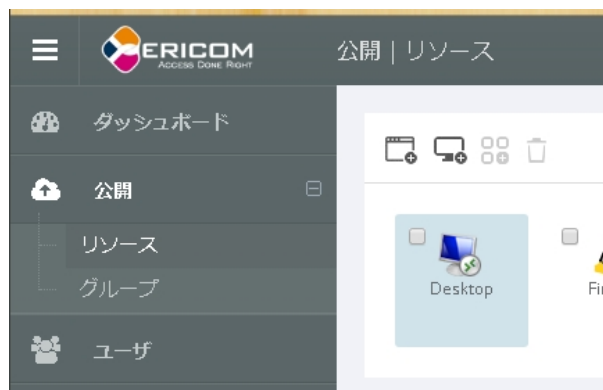 ERICOM
ACCESS DONE RIGHT
公開 | リソース
ダッシュボード
公開
リソース
グループ
ユーザ
Desktop